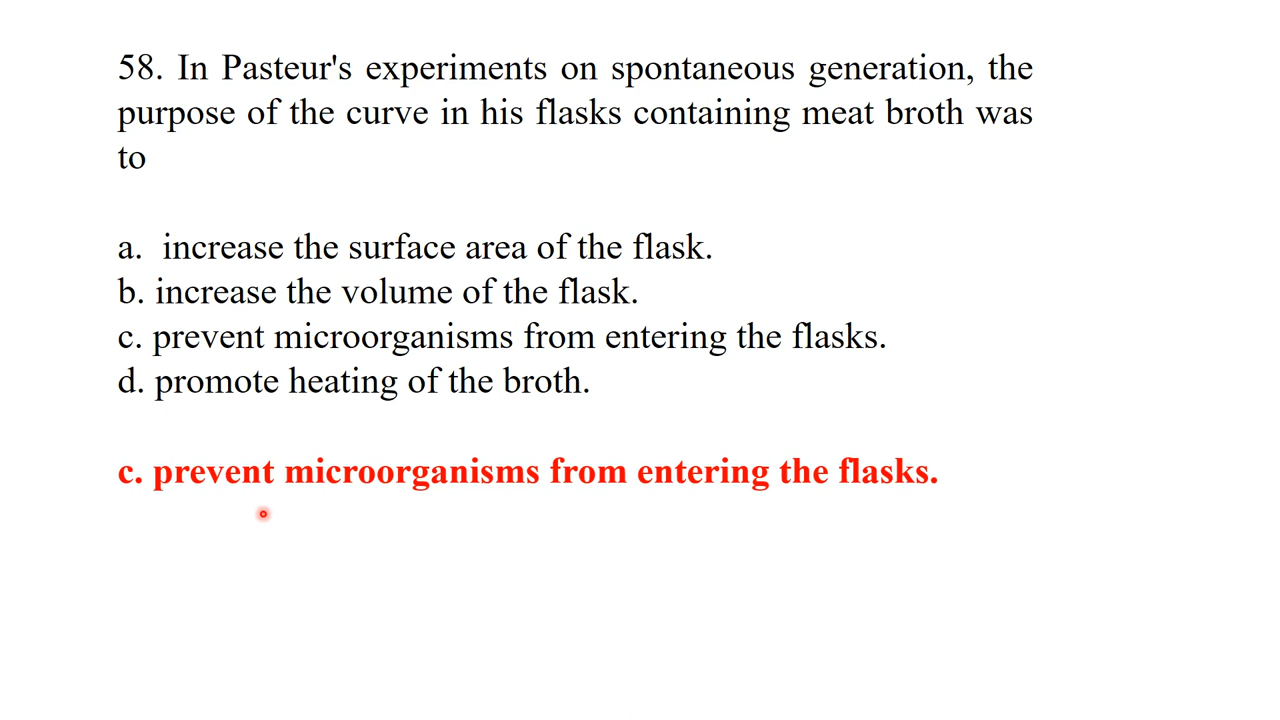 58. In Pasteur's experiments on spontaneous generation, the
purpose of the curve in his flasks containing meat broth was
to
a. increase the surface area of the flask.
b. increase the volume of the flask.
c. prevent microorganisms from entering the flasks.
d. promote heating of the broth.
c. prevent microorganisms from entering the flasks.